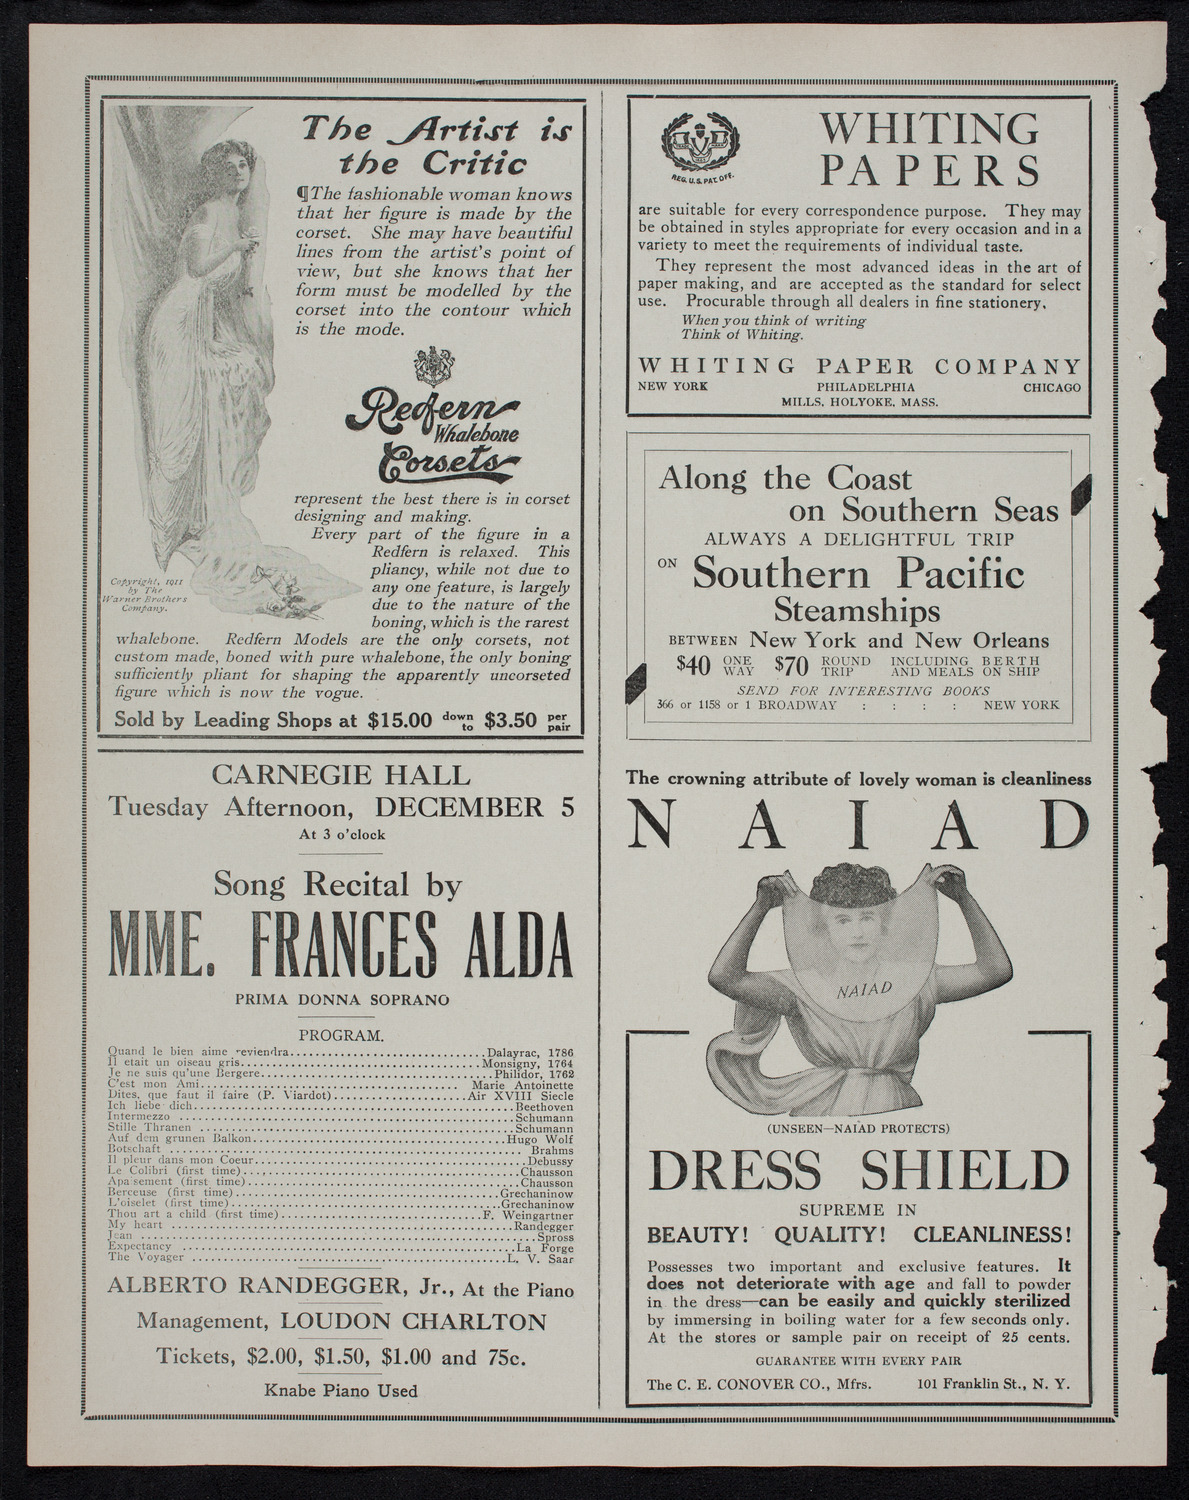 The Artist is
the Critic
¶The fashionable woman knows
that her figure is made by the
corset. She may have beautiful
lines from the artist's point of
view, but she knows that her
form must be modelled by the
corset into the contour which
is the mode.
Redfern
Whalebone
Corsets
represent the best there is in corset
designing and making.
Every part of the figure in a
Redfern is relaxed. This
pliancy, while not due to
any one feature, is largely
due to the nature of the
boning, which is the rarest
Copyright, 1911
by The
Warner Brothers
Company.
whalebone. Redfern Models are the only corsets, not
custom made, boned with pure whalebone, the only boning
sufficiently pliant for shaping the apparently uncorseted
figure which is now the vogue.
Sold by Leading Shops at $15.00 down to $3.50 per pair
CARNEGIE HALL
Tuesday Afternoon, DECEMBER 5
At 3 o'clock
Song Recital by
MME. FRANCES ALDA
PRIMA DONNA SOPRANO
PROGRAM.
Quand le bien aime reviendra....Dalayrac, 1786
Il etait un oiseau gris....Monsigny, 1764
Je ne suis qu'une Bergere....Philidor, 1762
C'est mon Ami.... Marie Antoinette
Dites, que faut il faire (P. Viardot)....Air XVIII Siecle
Ich liebe dich....Beethoven
Intermezzo ....Schumann
Stille Thranen ....Schumann
Auf dem grunen Balkon....Hugo Wolf
Botschaft ....Brahms
Il pleur dans mon Coeur....Debussy
Le Colibri (first time)....Chausson
Apaisement (first time)....Chausson
Berceuse (first time)....Grechaninow
L'oiselet (first time)....Grechaninow
Thou art a child (first time)....F. Weingartner
My heart ....Randegger
Jean ....Spross
Expectancy ....La Forge
The Voyager ....L. V. Saar
ALBERTO RANDEGGER, Jr., At the Piano
Management, LOUDON CHARLTON
Tickets, $2.00, $1.50, $1.00 and 75c.
Knabe Piano Used
REG. U.S. PAT. OFF.
WHITING
PAPERS
are suitable for every correspondence purpose. They may
be obtained in styles appropriate for every occasion and in a
variety to meet the requirements of individual taste.
They represent the most advanced ideas in the art of
paper making, and are accepted as the standard for select
use. Procurable through all dealers in fine stationery.
When you think of writing
Think of Whiting.
WHITING PAPER COMPANY
NEW YORK PHILADELPHIA CHICAGO
MILLS, HOLYOKE, MASS.
Along the Coast
on Southern Seas
ALWAYS A DELIGHTFUL TRIP
ON Southern Pacific
Steamships
BETWEEN New York and New Orleans
$40 ONE WAY $70 ROUND TRIP INCLUDING BERTH AND MEALS ON SHIP
SEND FOR INTERESTING BOOKS
366 or 1158 or 1 BROADWAY : : : : NEW YORK
The crowning attribute of lovely woman is cleanliness
NAIAD
NAIAD
(UNSEEN—NAIAD PROTECTS)
DRESS SHIELD
SUPREME IN
BEAUTY! QUALITY! CLEANLINESS!
Possesses two important and exclusive features. It
does not deteriorate with age and fall to powder
in the dress—can be easily and quickly sterilized
by immersing in boiling water for a few seconds only.
At the stores or sample pair on receipt of 25 cents.
GUARANTEE WITH EVERY PAIR
The C. E. CONOVER CO., Mfrs. 101 Franklin St., N. Y.